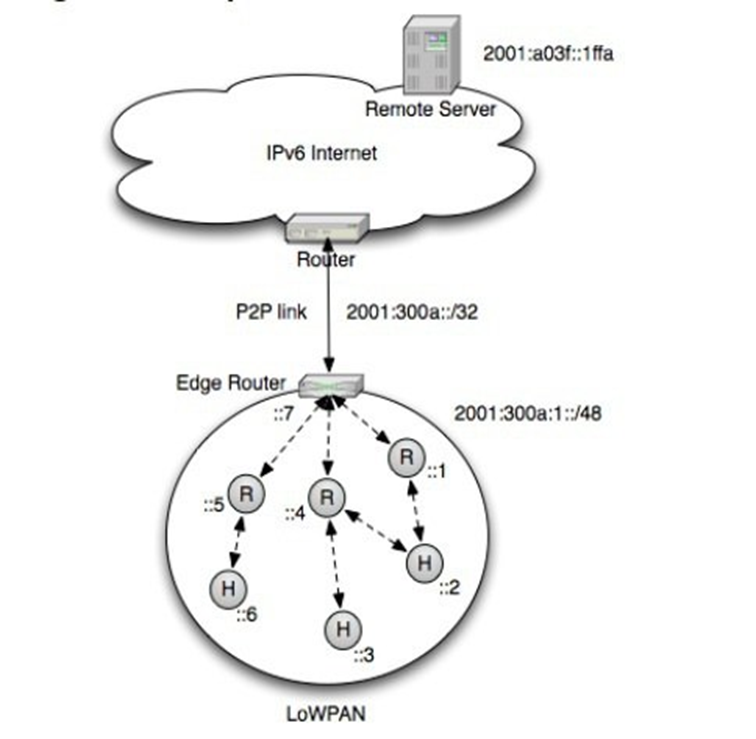 2001:a03f::1ffa
Remote Server
IPv6 Internet
Router
P2P link
2001:300a::/32
Edge Router
::7
2001:300a:1::/48
R
::1
R
::5
R
::4
H
::2
H
::6
H
::3
LoWPAN